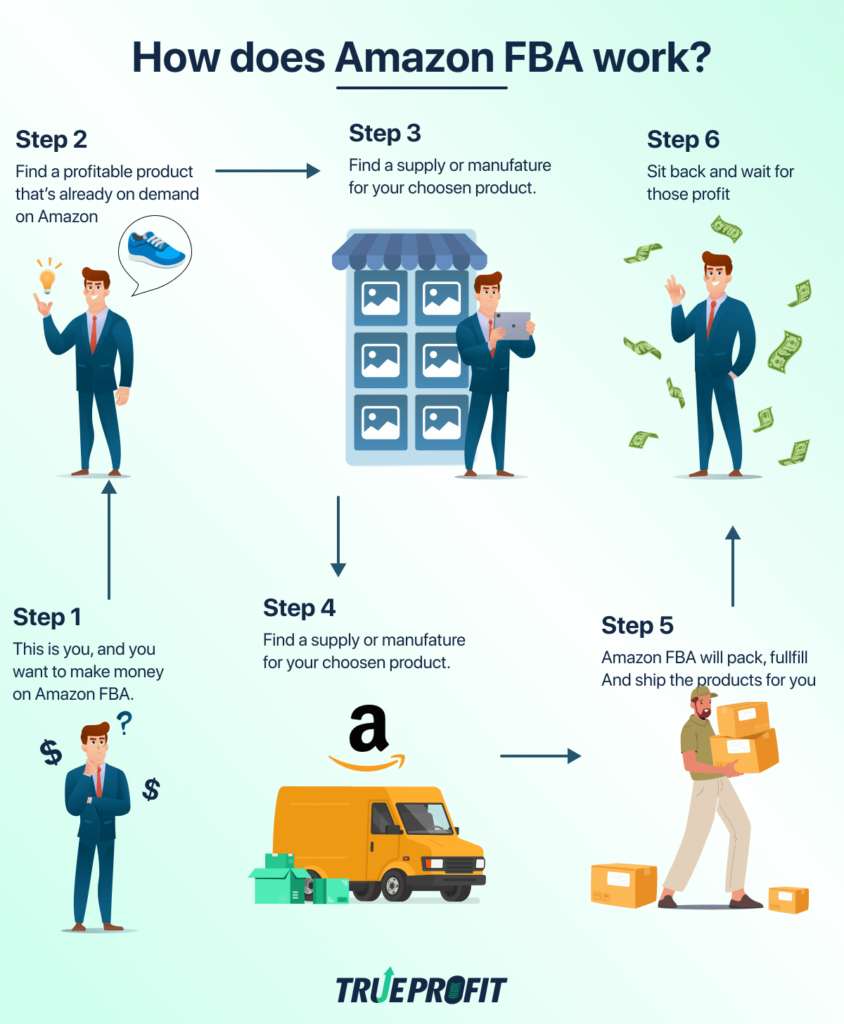 How does Amazon FBA work?
Step 1
This is you, and you
want to make money
on Amazon FBA.
?
$
$
Step 2
Find a profitable product
that's already on demand
on Amazon
Step 3
Find a supply or manufature
for your choosen product.
Step 4
Find a supply or manufature
for your choosen product.
a
Step 5
Amazon FBA will pack, fullfill
And ship the products for you
Step 6
Sit back and wait for
those profit
TRUEPROFIT